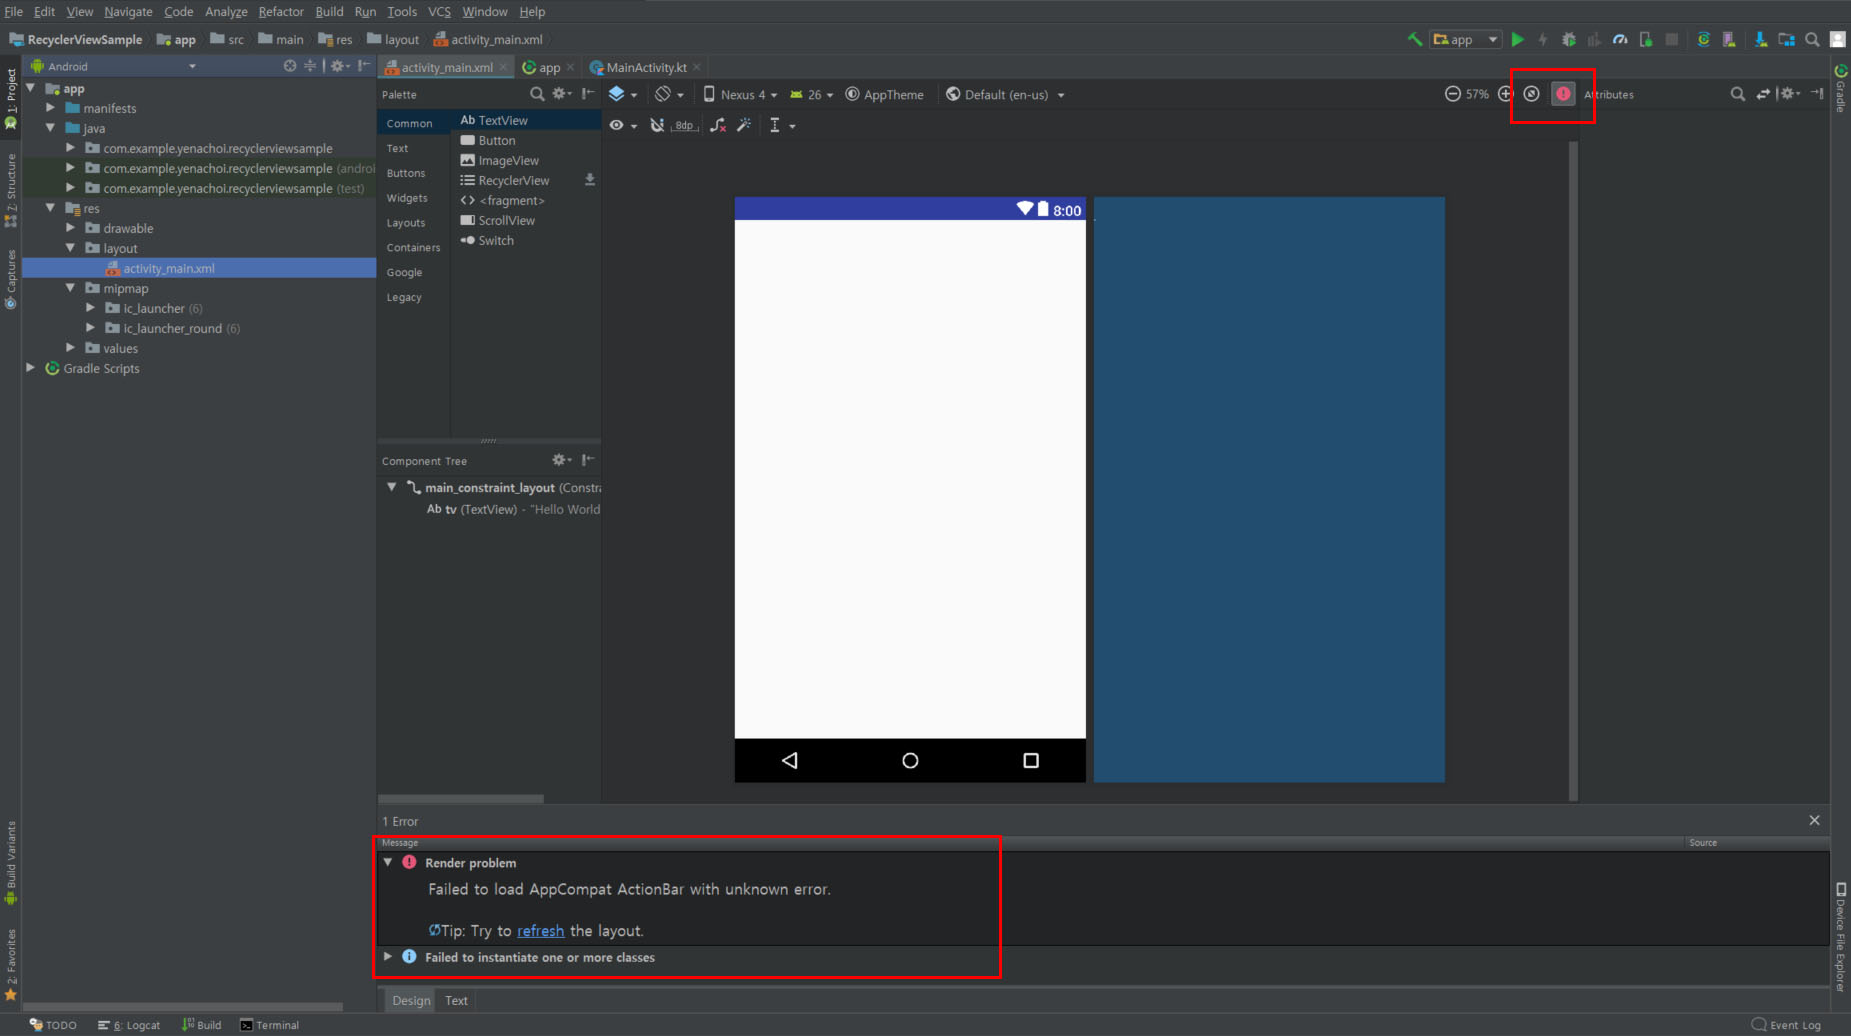 File Edit View Navigate Code Analyze Refactor Build Run Tools VCS Window Help
RecyclerViewSample app src main res layout activity_main.xml
app
Android
activity_main.xml app MainActivity.kt
Palette
Nexus 4 26 AppTheme Default (en-us)
57%
Attributes
8dp
app
manifests
java
com.example.yenachoi.recyclerviewsample
com.example.yenachoi.recyclerviewsample (androi
com.example.yenachoi.recyclerviewsample (test)
res
drawable
layout
activity_main.xml
mipmap
ic_launcher (6)
ic_launcher_round (6)
values
Gradle Scripts
Common
Text
Buttons
Widgets
Layouts
Containers
Google
Legacy
Ab TextView
Button
ImageView
RecyclerView
<fragment>
ScrollView
Switch
8:00
Component Tree
main_constraint_layout (Constra
Ab tv (TextView) - "Hello World
1 Error
Message Source
Render problem
Failed to load AppCompat ActionBar with unknown error.
Tip: Try to refresh the layout.
Failed to instantiate one or more classes
Design Text
TODO 6: Logcat Build Terminal
Event Log
1: Project
Z: Structure
Captures
Build Variants
2: Favorites
Gradle
Device File Explorer